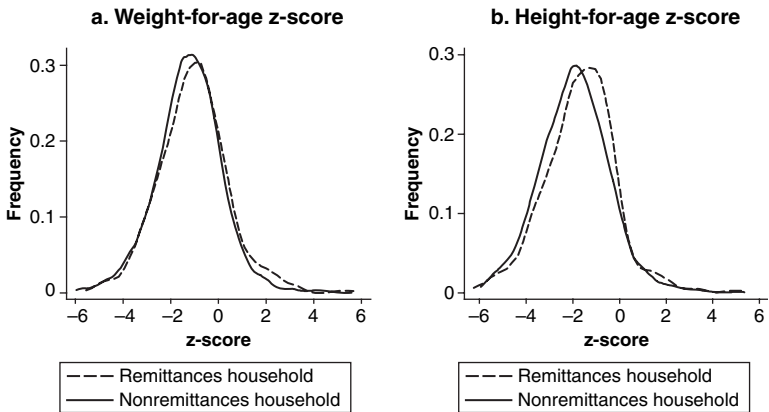 a. Weight-for-age z-score
Frequency
0.3
0.2
0.1
0
–6 –4 –2 0 2 4 6
z-score
Remittances household
Nonremittances household
b. Height-for-age z-score
Frequency
0.3
0.2
0.1
0
–6 –4 –2 0 2 4 6
z-score
Remittances household
Nonremittances household